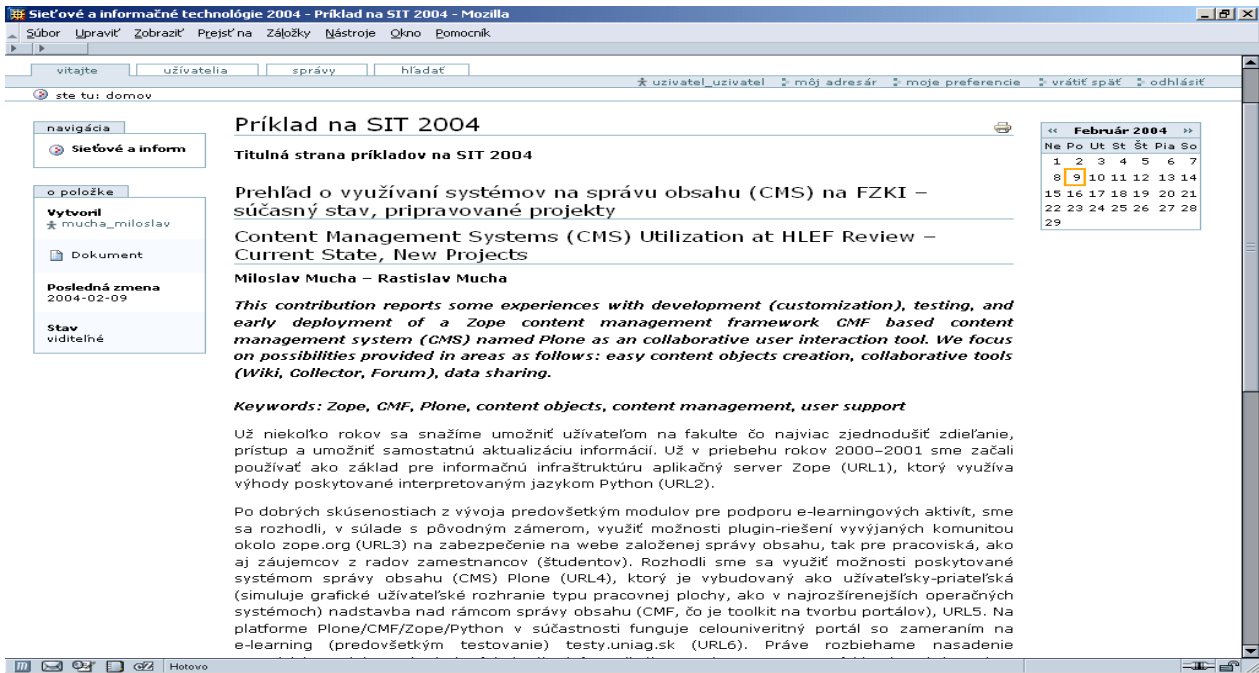 Sieťové a informačné technológie 2004 - Príklad na SIT 2004 - Mozilla
Súbor Upraviť Zobraziť Prejsť na Záložky Nástroje Okno Pomocník
vitajte užívatelia správy hľadať
uzivatel_uzivatel môj adresár moje preferencie vrátiť späť odhlásiť
ste tu: domov
navigácia
Sieťové a inform
o položke
Vytvoril
mucha_miloslav
Dokument
Posledná zmena
2004-02-09
Stav
viditeľné
Príklad na SIT 2004
Titulná strana príkladov na SIT 2004
Prehľad o využívaní systémov na správu obsahu (CMS) na FZKI –
súčasný stav, pripravované projekty
Content Management Systems (CMS) Utilization at HLEF Review –
Current State, New Projects
Miloslav Mucha – Rastislav Mucha
This contribution reports some experiences with development (customization), testing, and
early deployment of a Zope content management framework CMF based content
management system (CMS) named Plone as an collaborative user interaction tool. We focus
on possibilities provided in areas as follows: easy content objects creation, collaborative tools
(Wiki, Collector, Forum), data sharing.
Keywords: Zope, CMF, Plone, content objects, content management, user support
Už niekoľko rokov sa snažíme umožniť užívateľom na fakulte čo najviac zjednodušiť zdieľanie,
prístup a umožniť samostatnú aktualizáciu informácií. Už v priebehu rokov 2000–2001 sme začali
používať ako základ pre informačnú infraštruktúru aplikačný server Zope (URL1), ktorý využíva
výhody poskytované interpretovaným jazykom Python (URL2).
Po dobrých skúsenostiach z vývoja predovšetkým modulov pre podporu e-learningových aktivít, sme
sa rozhodli, v súlade s pôvodným zámerom, využiť možnosti plugin-riešení vyvýjaných komunitou
okolo zope.org (URL3) na zabezpečenie na webe založenej správy obsahu, tak pre pracoviská, ako
aj záujemcov z radov zamestnancov (študentov). Rozhodli sme sa využiť možnosti poskytované
systémom správy obsahu (CMS) Plone (URL4), ktorý je vybudovaný ako užívateľsky-priateľská
(simuluje grafické užívateľské rozhranie typu pracovnej plochy, ako v najrozšírenejších operačných
systémoch) nadstavba nad rámcom správy obsahu (CMF, čo je toolkit na tvorbu portálov), URL5. Na
platforme Plone/CMF/Zope/Python v súčastnosti funguje celouniveritný portál so zameraním na
e-learning (predovšetkým testovanie) testy.uniag.sk (URL6). Práve rozbiehame nasadenie
« Február 2004 »
Ne Po Ut St Št Pia So
1 2 3 4 5 6 7
8 9 10 11 12 13 14
15 16 17 18 19 20 21
22 23 24 25 26 27 28
29
Hotovo